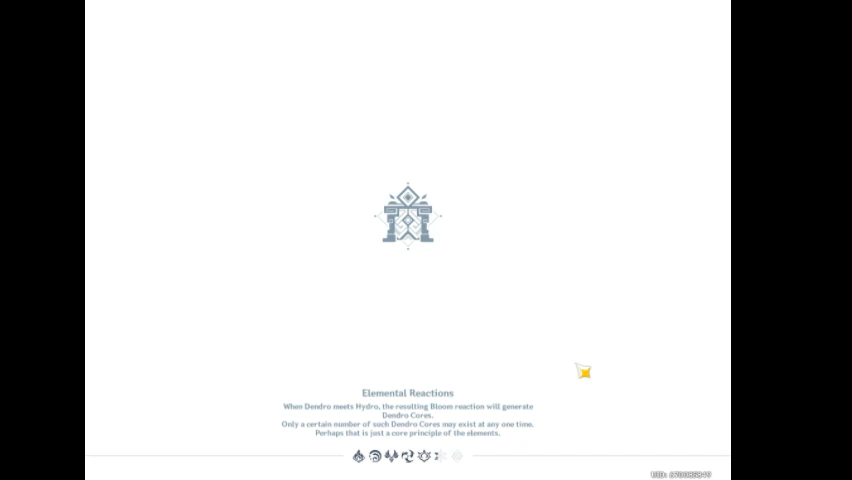 Elemental Reactions
When Dendro meets Hydro, the resulting Bloom reaction will generate
Dendro Cores.
Only a certain number of such Dendro Cores may exist at any one time.
Perhaps that is just a core principle of the elements.
UID: